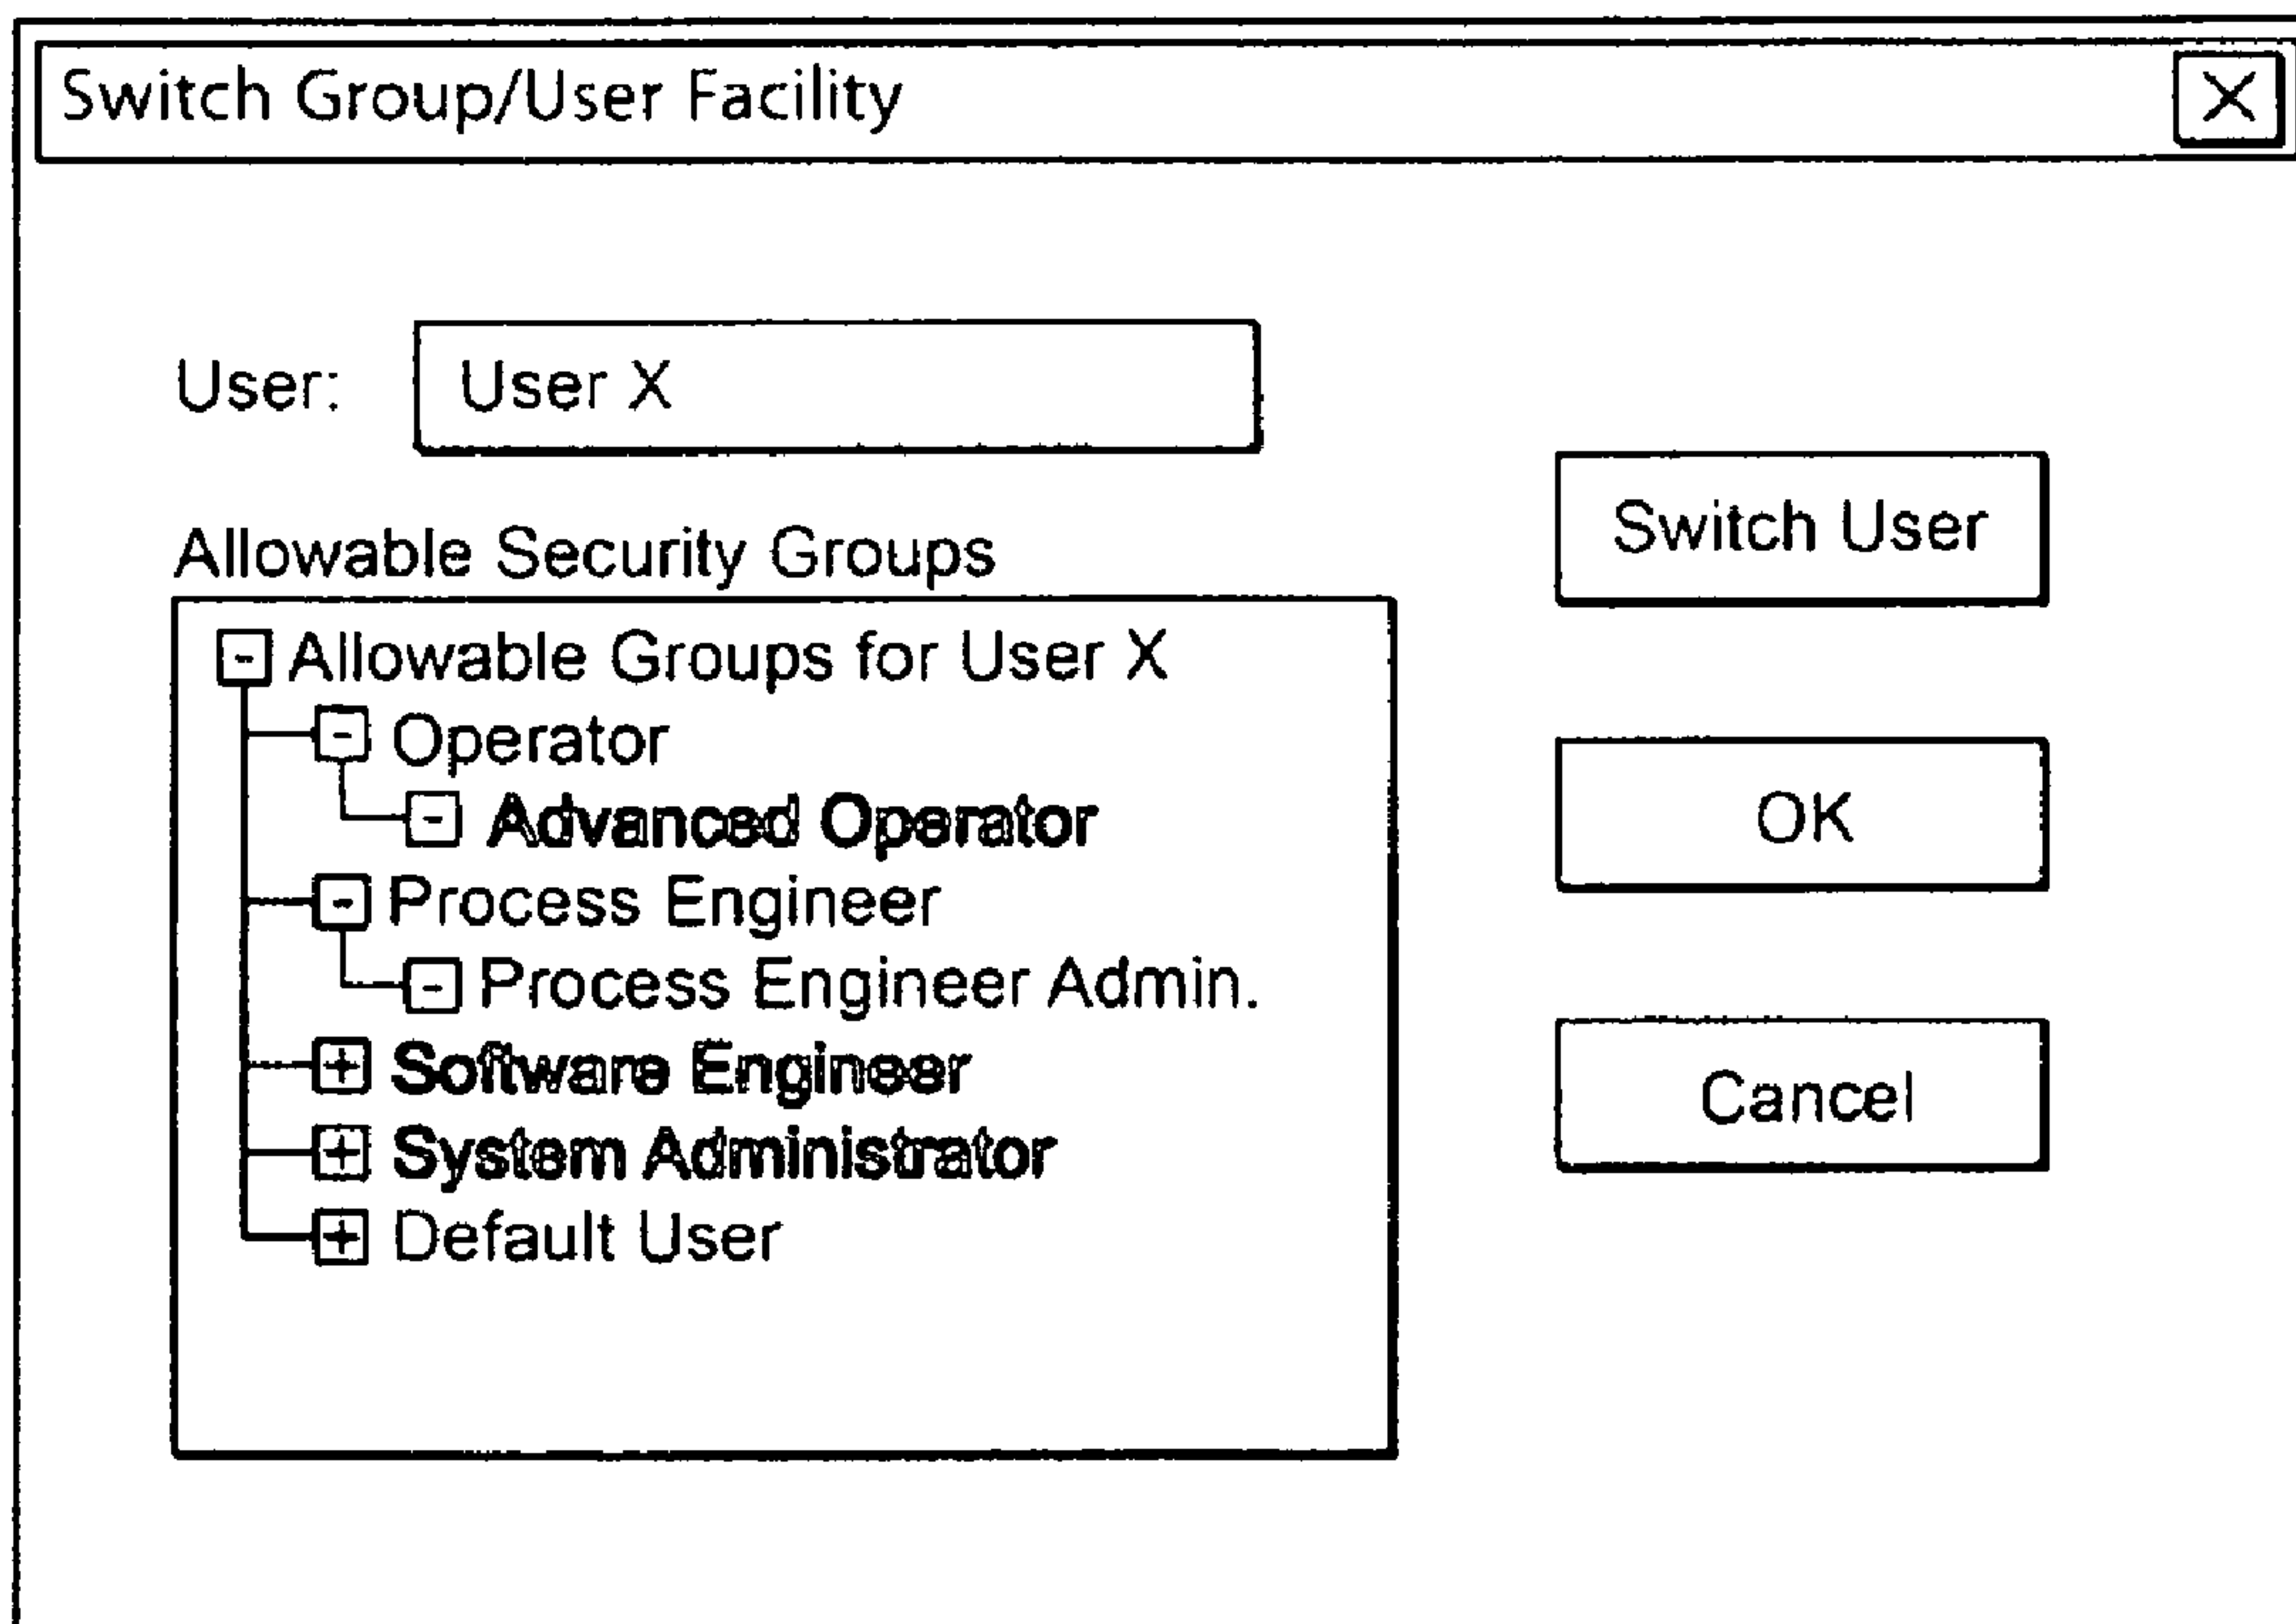 Switch Group/User Facility X
User: User X
Switch User
Allowable Security Groups
- Allowable Groups for User X
- Operator
- Advanced Operator
OK
- Process Engineer
- Process Engineer Admin.
+ Software Engineer
Cancel
+ System Administrator
+ Default User